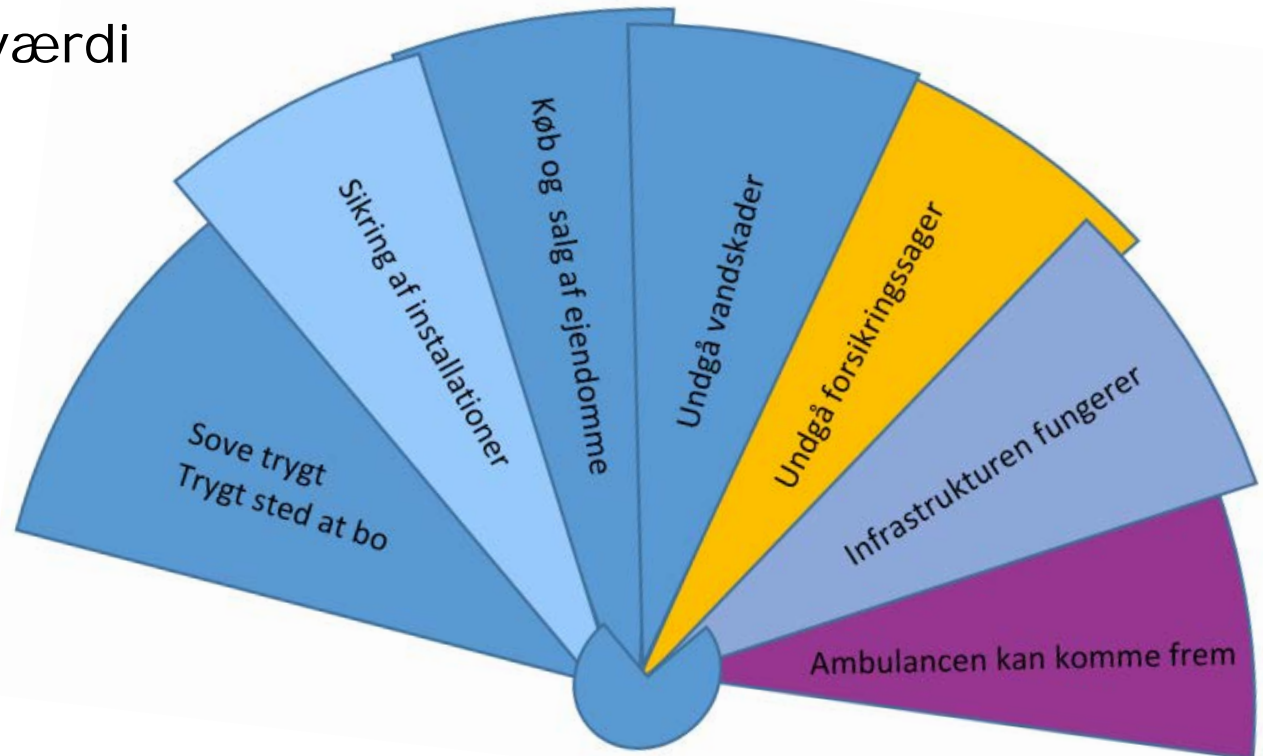 værdi
Sove trygt
Trygt sted at bo
Sikring af installationer
Køb og salg af ejendomme
Undgå vandskader
Undgå forsikringssager
Infrastrukturen fungerer
Ambulancen kan komme frem